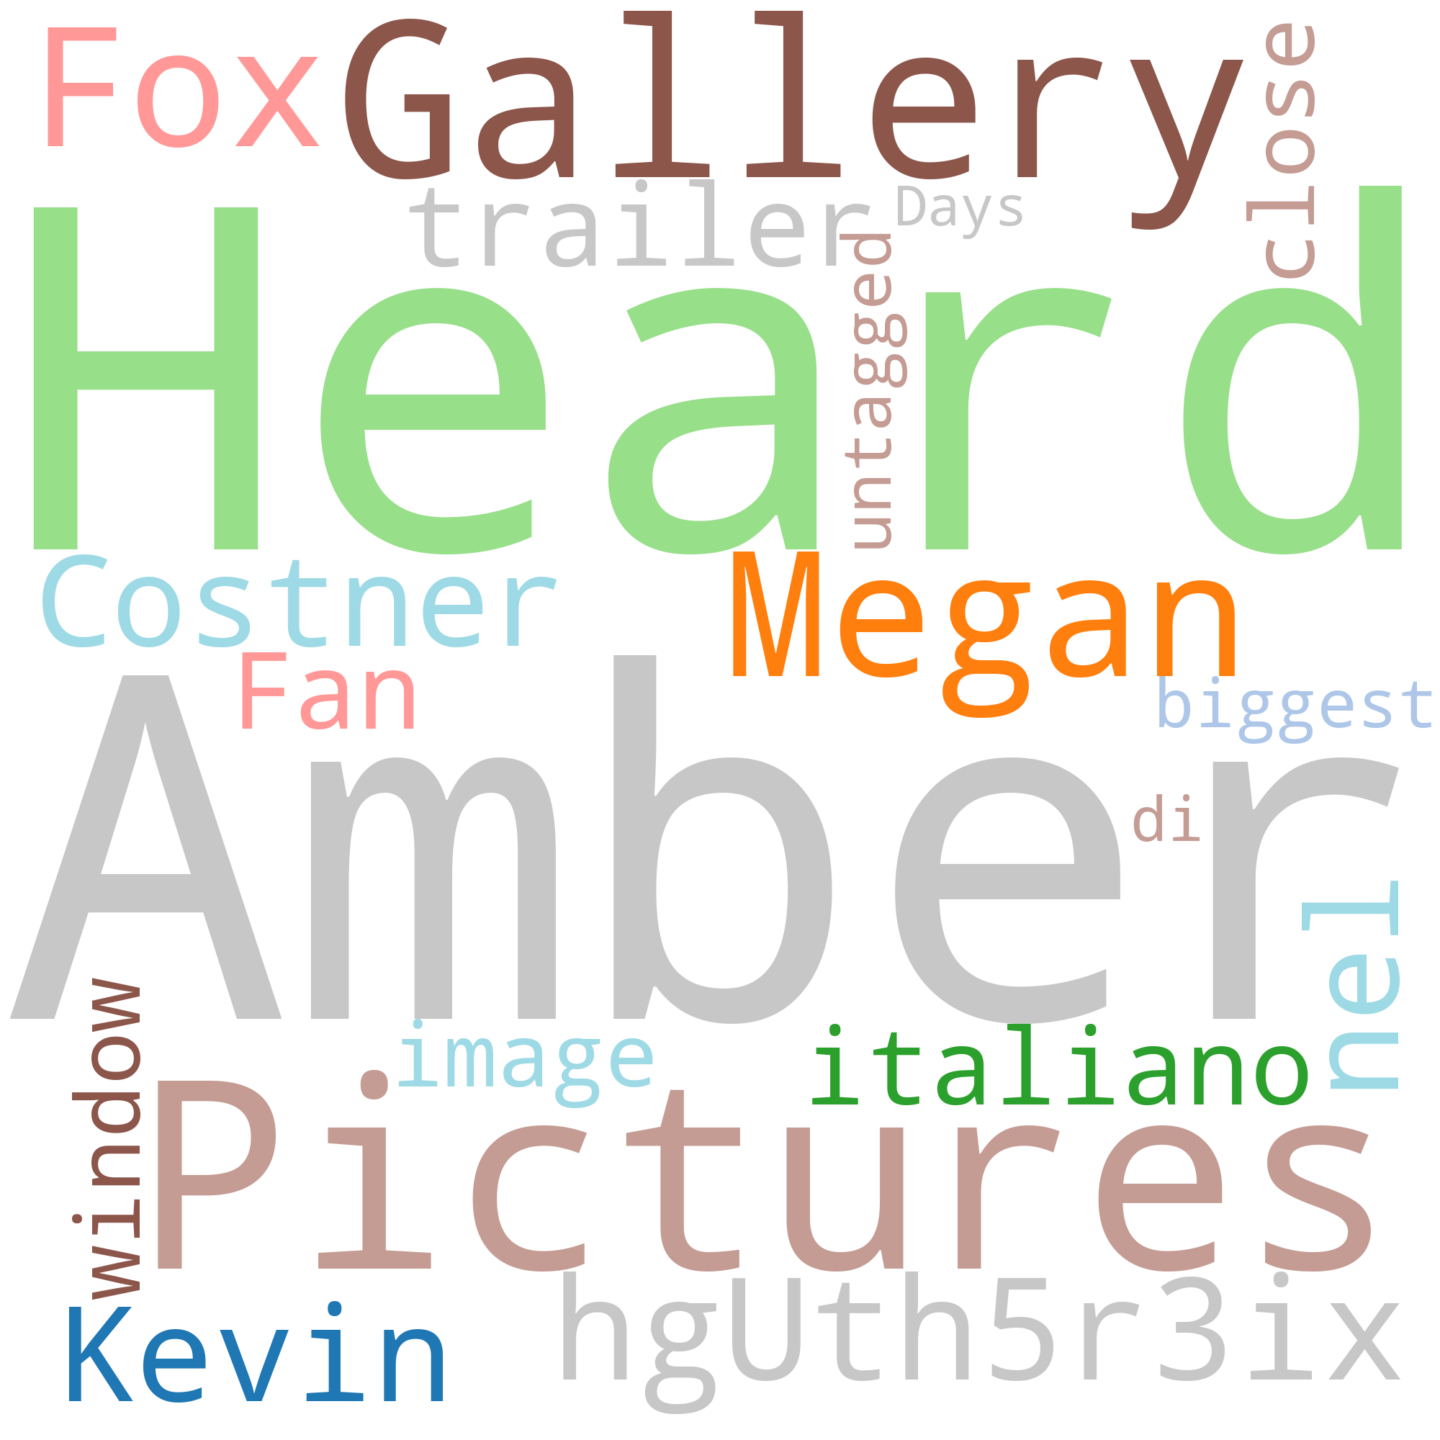 Fox
Gallery
close
trailer
Days
Heard
untagged
Costner
Megan
Fan
biggest
Amber
di
nel
window
image
italiano
Pictures
Kevin
hgUth5r3ix